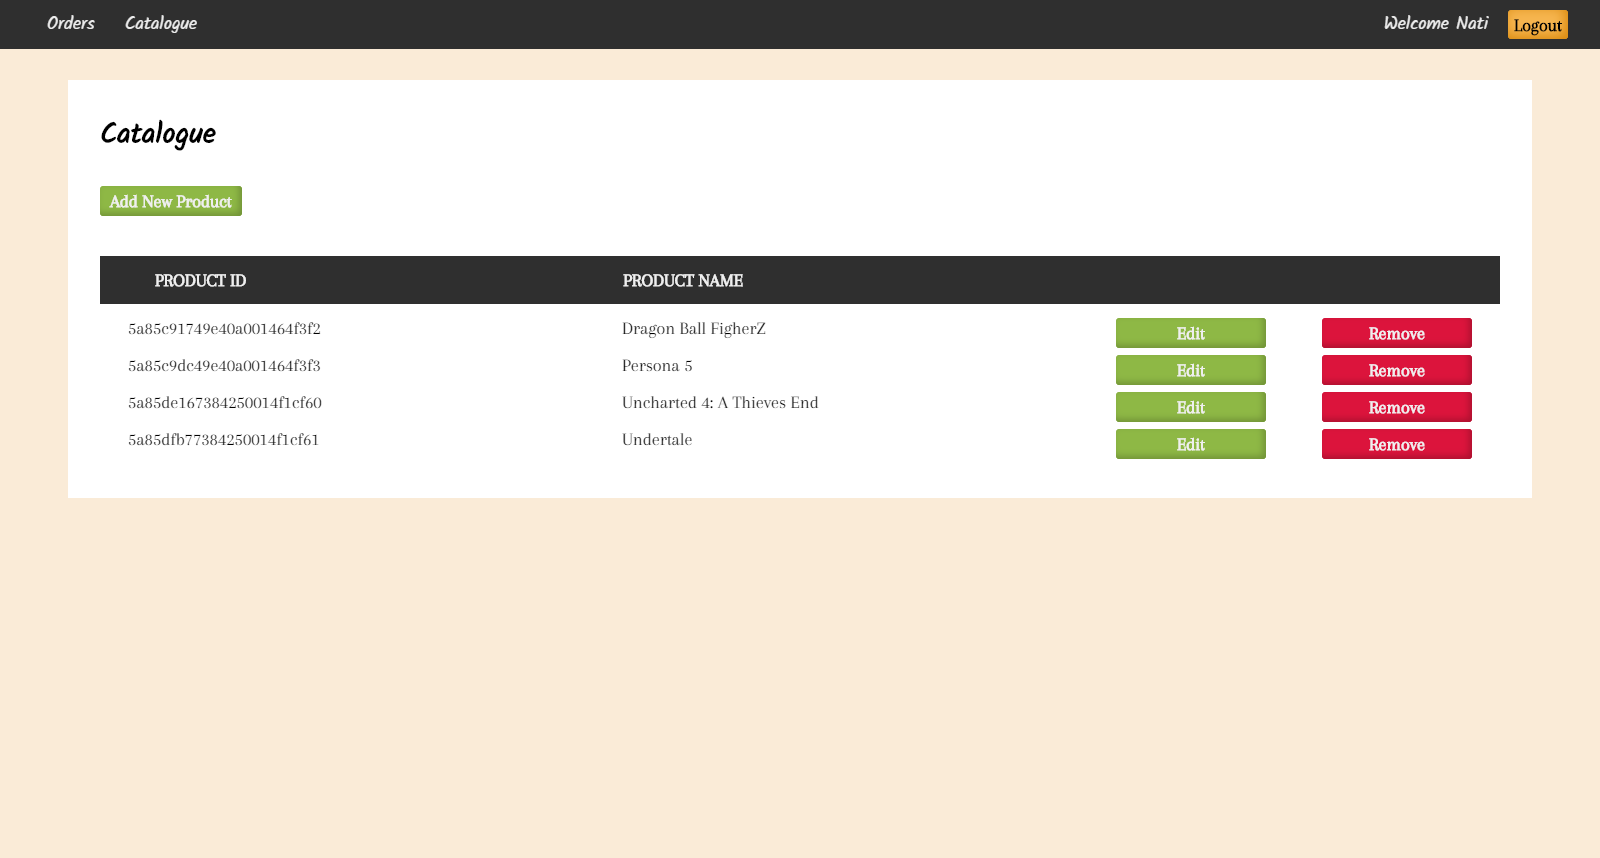 Orders Catalogue Welcome Nati Logout
Catalogue
Add New Product
PRODUCT ID PRODUCT NAME
5a85c91749e40a001464f3f2 Dragon Ball FigherZ Edit Remove
5a85c9dc49e40a001464f3f3 Persona 5 Edit Remove
5a85de167384250014f1cf60 Uncharted 4: A Thieves End Edit Remove
5a85dfb77384250014f1cf61 Undertale Edit Remove